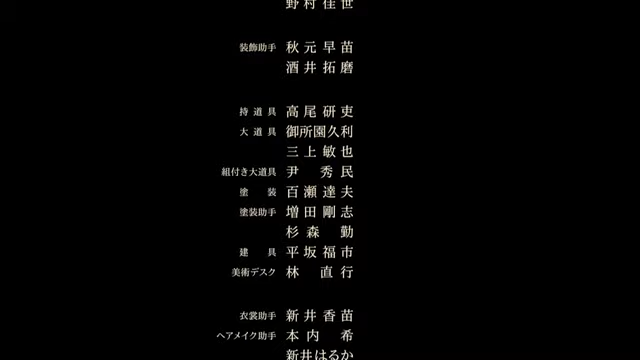 野村佳世
装飾助手 秋元早苗
酒井拓磨
持道具 高尾研吏
大道具 御所園久利
三上敏也
組付き大道具 尹秀民
塗装 百瀬達夫
塗装助手 増田剛志
杉森勤
建具 平坂福市
美術デスク 林直行
衣裳助手 新井香苗
ヘアメイク助手 本内希
新井はるか